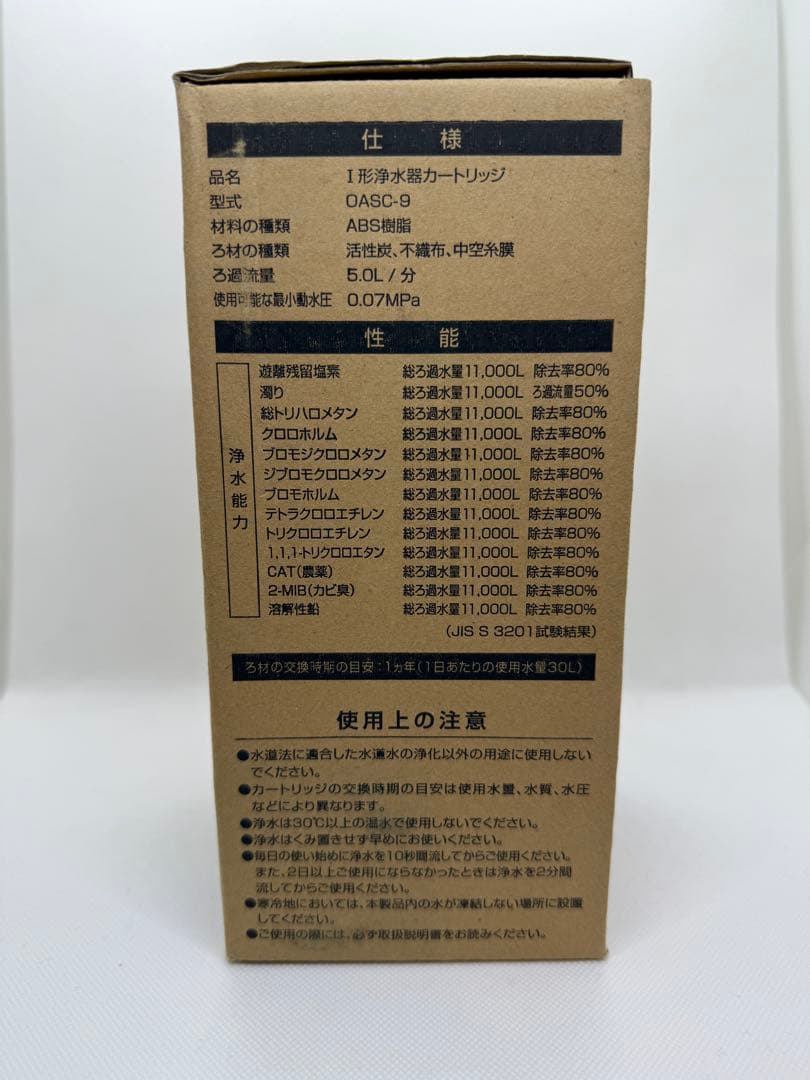 仕 様
品名 I形浄水器カートリッジ
型式 OASC-9
材料の種類 ABS樹脂
ろ材の種類 活性炭、不織布、中空糸膜
ろ過流量 5.0L/分
使用可能な最小動水圧 0.07MPa
性 能
浄水能力
遊離残留塩素 総ろ過水量11,000L 除去率80%
濁り 総ろ過水量11,000L ろ過流量50%
総トリハロメタン 総ろ過水量11,000L 除去率80%
クロロホルム 総ろ過水量11,000L 除去率80%
ブロモジクロロメタン 総ろ過水量11,000L 除去率80%
ジブロモクロロメタン 総ろ過水量11,000L 除去率80%
ブロモホルム 総ろ過水量11,000L 除去率80%
テトラクロロエチレン 総ろ過水量11,000L 除去率80%
トリクロロエチレン 総ろ過水量11,000L 除去率80%
1,1,1-トリクロロエタン 総ろ過水量11,000L 除去率80%
CAT(農薬) 総ろ過水量11,000L 除去率80%
2-MIB(カビ臭) 総ろ過水量11,000L 除去率80%
溶解性鉛 総ろ過水量11,000L 除去率80%
(JIS S 3201試験結果)
ろ材の交換時期の目安:1ヵ年(1日あたりの使用水量30L)
使用上の注意
●水道法に適合した水道水の浄化以外の用途に使用しない
でください。
●カートリッジの交換時期の目安は使用水量、水質、水圧
などにより異なります。
●浄水は30℃以上の温水で使用しないでください。
●浄水はくみ置きせず早めにお使いください。
●毎日の使い始めに浄水を10秒間流してからご使用ください。
また、2日以上ご使用にならなかったときは浄水を2分間
流してからご使用ください。
●寒冷地においては、本製品内の水が凍結しない場所に設置
してください。
●ご使用の際には、必ず取扱説明書をお読みください。